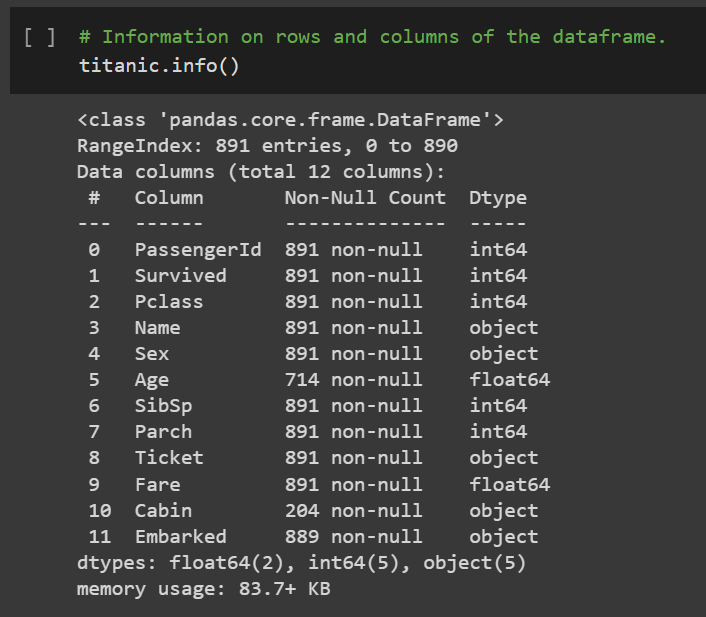 [ ] # Information on rows and columns of the dataframe.
titanic.info()
<class 'pandas.core.frame.DataFrame'>
RangeIndex: 891 entries, 0 to 890
Data columns (total 12 columns):
 #   Column       Non-Null Count  Dtype
---  ------       --------------  -----
 0   PassengerId  891 non-null    int64
 1   Survived     891 non-null    int64
 2   Pclass       891 non-null    int64
 3   Name         891 non-null    object
 4   Sex          891 non-null    object
 5   Age          714 non-null    float64
 6   SibSp        891 non-null    int64
 7   Parch        891 non-null    int64
 8   Ticket       891 non-null    object
 9   Fare         891 non-null    float64
 10  Cabin        204 non-null    object
 11  Embarked     889 non-null    object
dtypes: float64(2), int64(5), object(5)
memory usage: 83.7+ KB